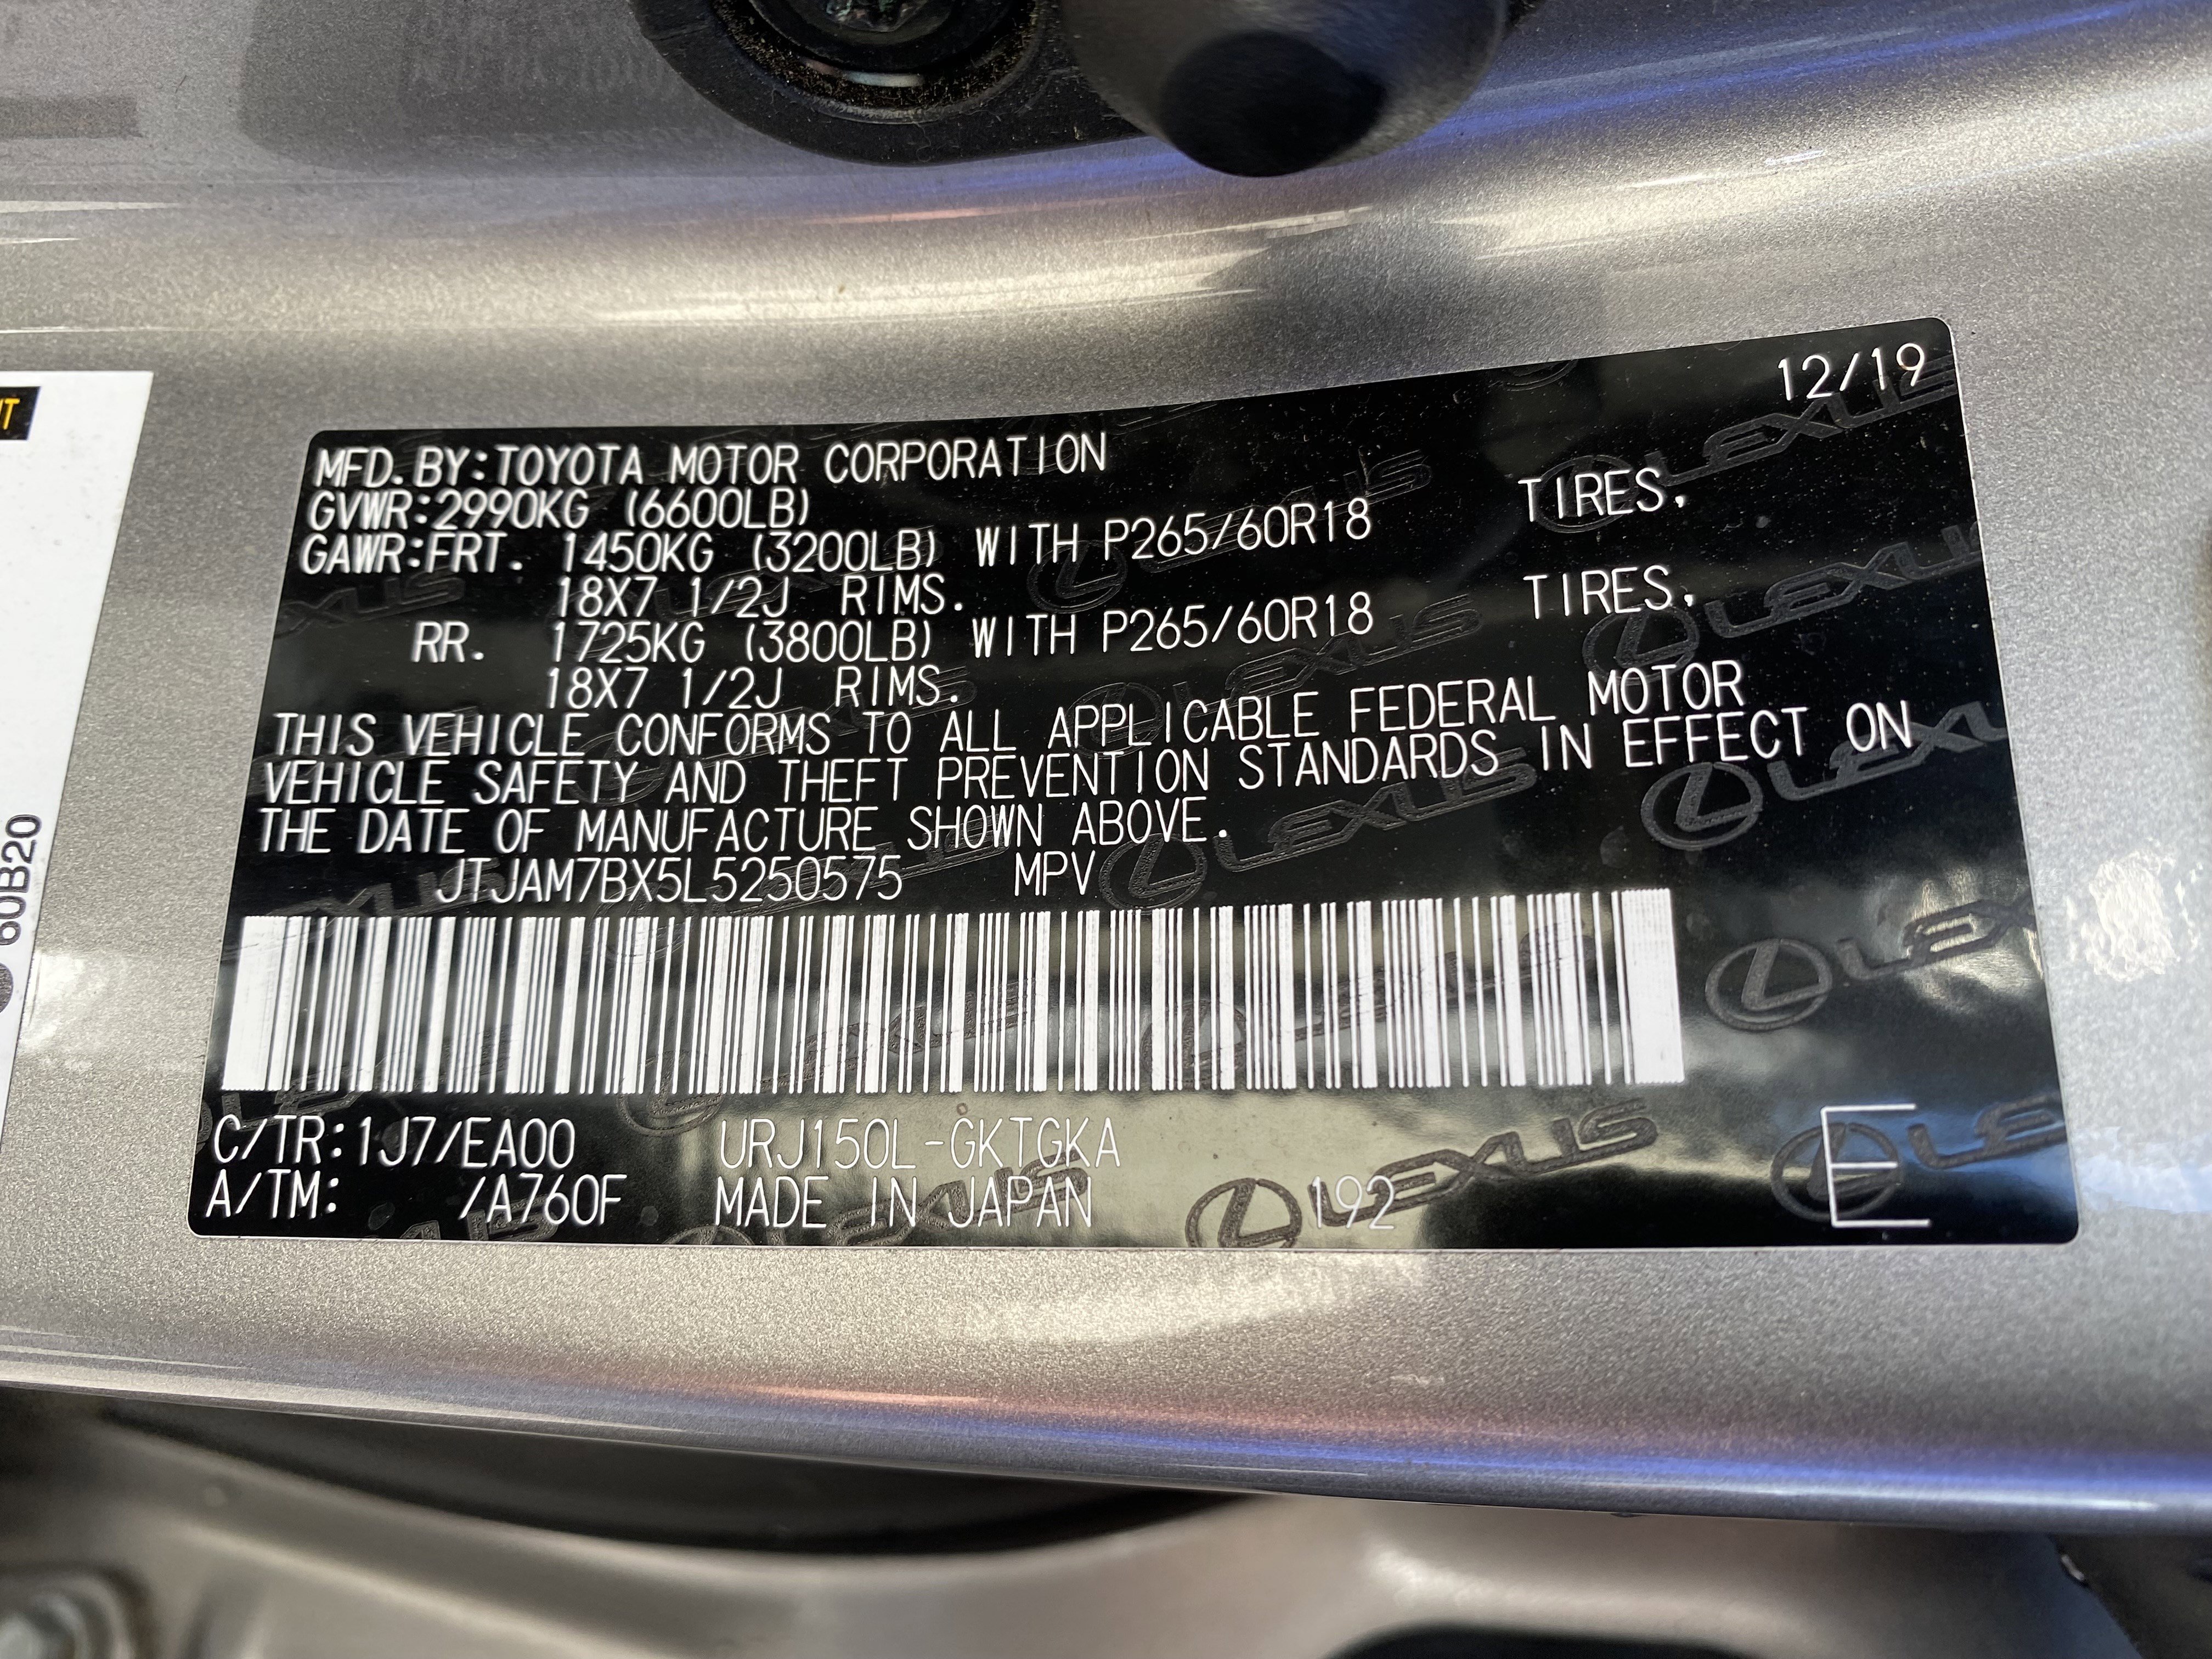 12/19
MFD. BY:TOYOTA MOTOR CORPORATION
GVWR:2990KG (6600LB)
GAWR:FRT. 1450KG (3200LB) WITH P265/60R18 TIRES,
18X7 1/2J RIMS.
RR. 1725KG (3800LB) WITH P265/60R18 TIRES,
18X7 1/2J RIMS.
THIS VEHICLE CONFORMS TO ALL APPLICABLE FEDERAL MOTOR
VEHICLE SAFETY AND THEFT PREVENTION STANDARDS IN EFFECT ON
THE DATE OF MANUFACTURE SHOWN ABOVE.
JTJAM7BX5L5250575 MPV
C/TR:1J7/EA00 URJ150L-GKTGKA
A/TM: /A760F MADE IN JAPAN 192 E
LEXUS
60B20